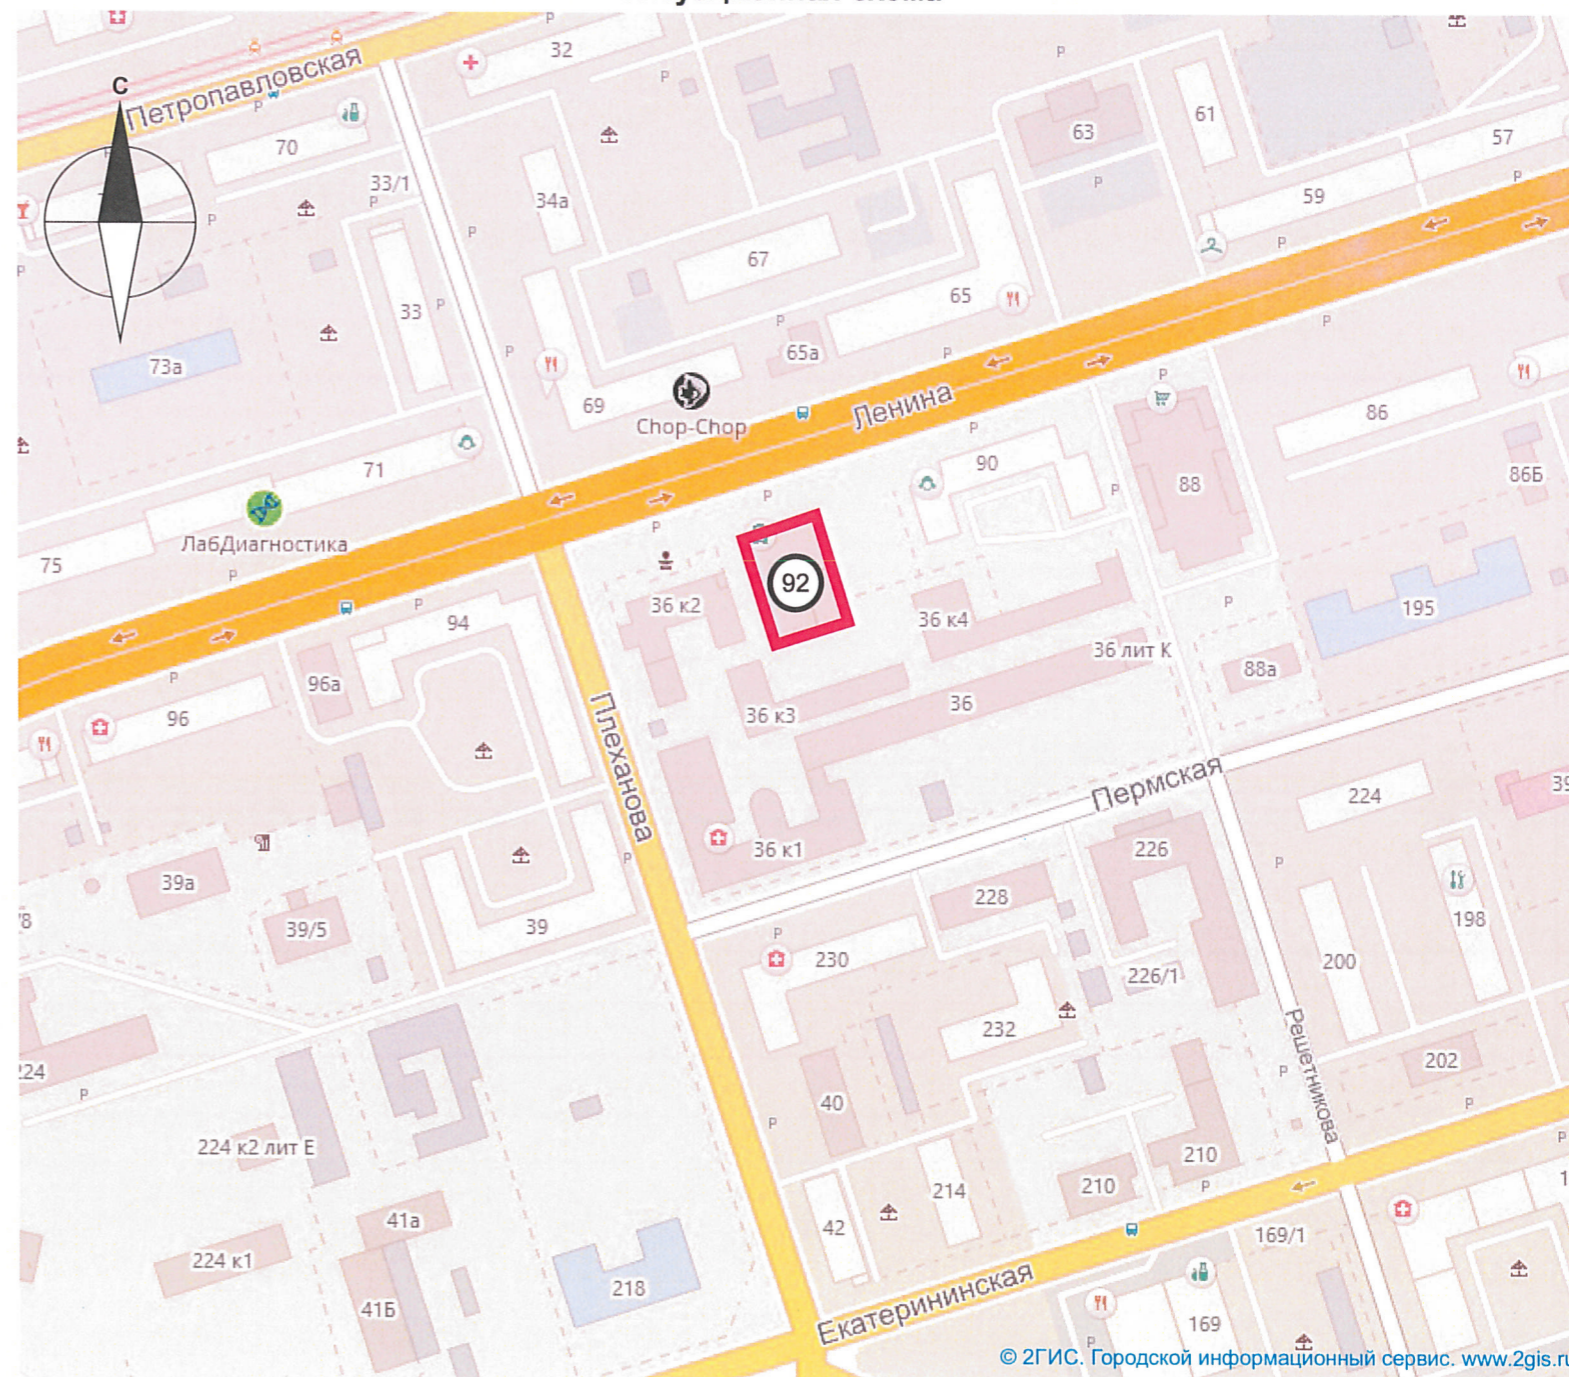 32
С
Петропавловская
Р
Р
Р
70
63
61
57
33/1
Р
34а
Р
Р
59
Р
Р
Р
67
Р
33
Р
65
Р
Р
65а
Р
Р
73а
69
Chop-Chop
Ленина
Р
86
71
90
88
86Б
Р
Р
Р
ЛабДиагностика
75
Р
92
36 к2
Р
94
36 к4
Р
195
36 лит К
88а
Р
96а
96
36 к3
36
Плеханова
Пермская
224
39
36 к1
226
Р
Р
39а
228
198
39/5
39
Р
230
200
226/1
232
Решетникова
202
Р
224
Р
40
Р
Р
224 к2 лит Е
210
Р
214
210
Р
41а
42
169/1
224 к1
218
41Б
Екатерининская
169
Р
© 2ГИС. Городской информационный сервис. www.2gis.ru